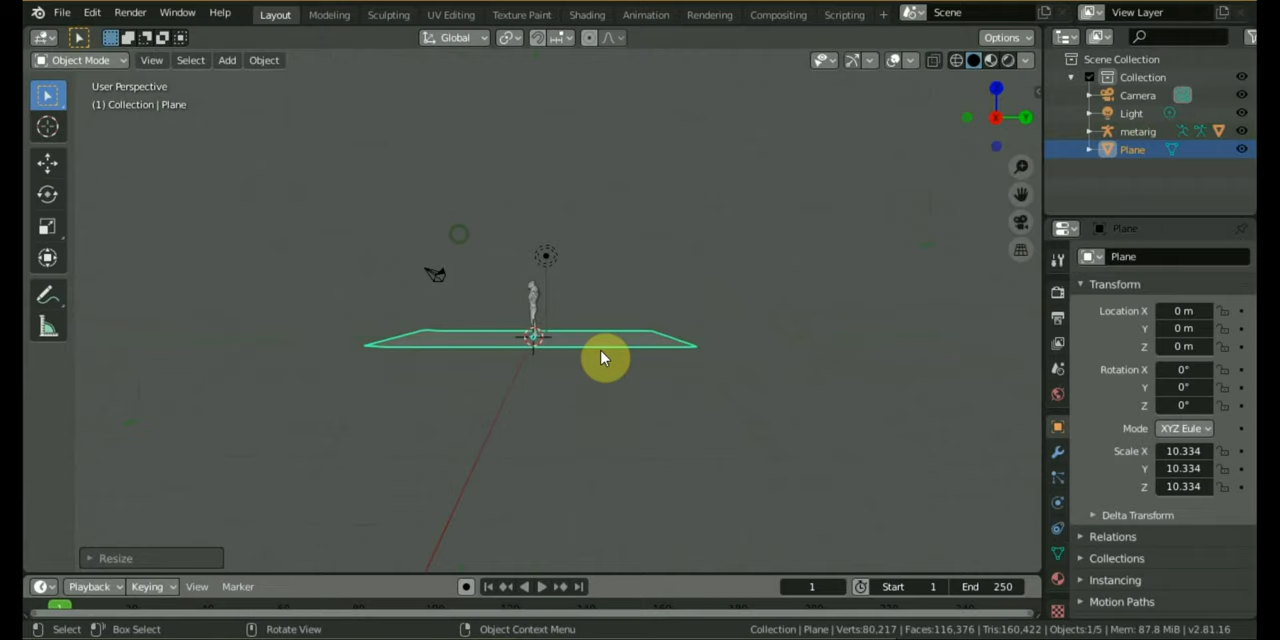 File Edit Render Window Help Layout Modeling Sculpting UV Editing Texture Paint Shading Animation Rendering Compositing Scripting + Scene View Layer
Global Options
Object Mode View Select Add Object
User Perspective
(1) Collection | Plane
Scene Collection
Collection
Camera
Light
metarig
Plane
Plane
Plane
Transform
Location X 0 m
Y 0 m
Z 0 m
Rotation X 0°
Y 0°
Z 0°
Mode XYZ Eule
Scale X 10.334
Y 10.334
Z 10.334
Delta Transform
Relations
Collections
Instancing
Motion Paths
Z
Y
X
Resize
Playback Keying View Marker 1 Start 1 End 250
1
Select Box Select Rotate View Object Context Menu Collection | Plane | Verts:80,217 | Faces:116,376 | Tris:160,422 | Objects:1/5 | Mem: 87.8 MiB | v2.81.16